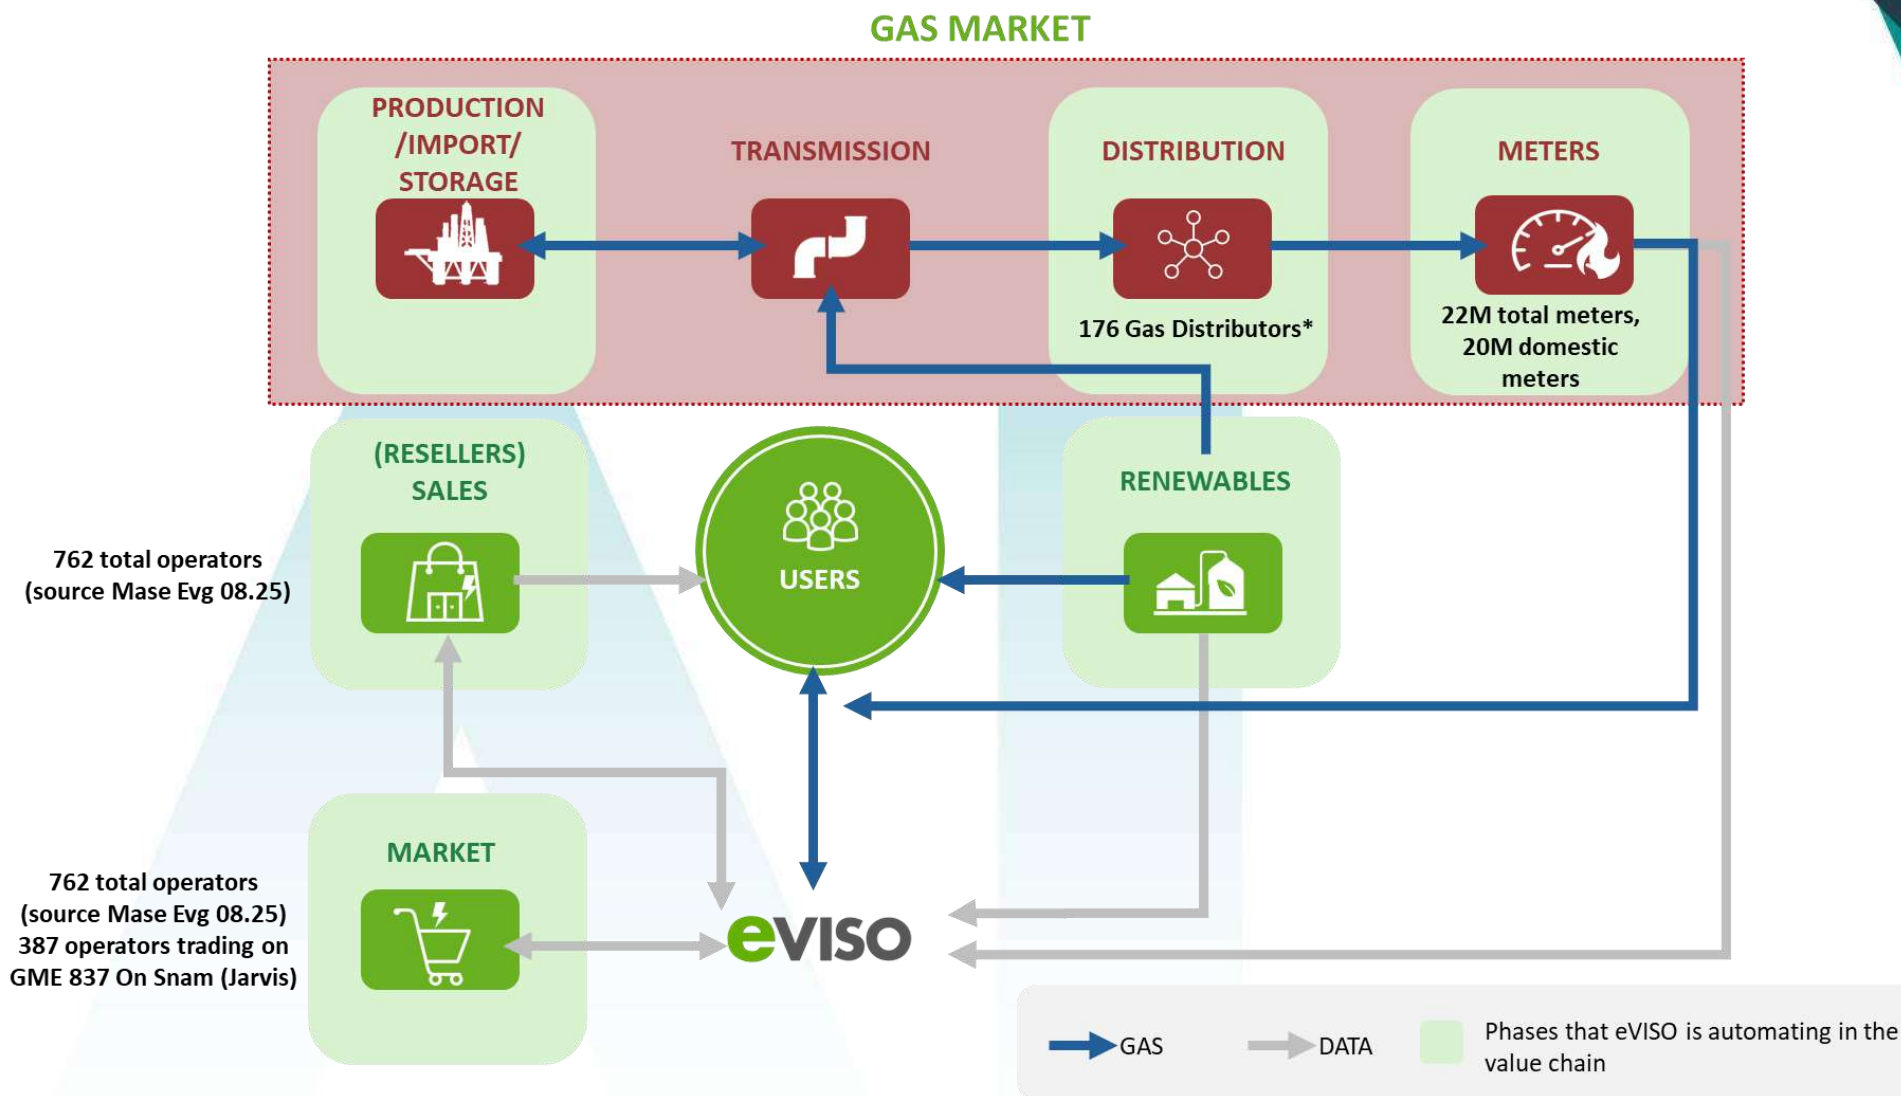 GAS MARKET
PRODUCTION
/IMPORT/
STORAGE
TRANSMISSION
DISTRIBUTION
METERS
176 Gas Distributors*
22M total meters,
20M domestic
meters
(RESELLERS)
SALES
USERS
RENEWABLES
762 total operators
(source Mase Evg 08.25)
MARKET
762 total operators
(source Mase Evg 08.25)
387 operators trading on
GME 837 On Snam (Jarvis)
eVISO
GAS
DATA
Phases that eVISO is automating in the
value chain